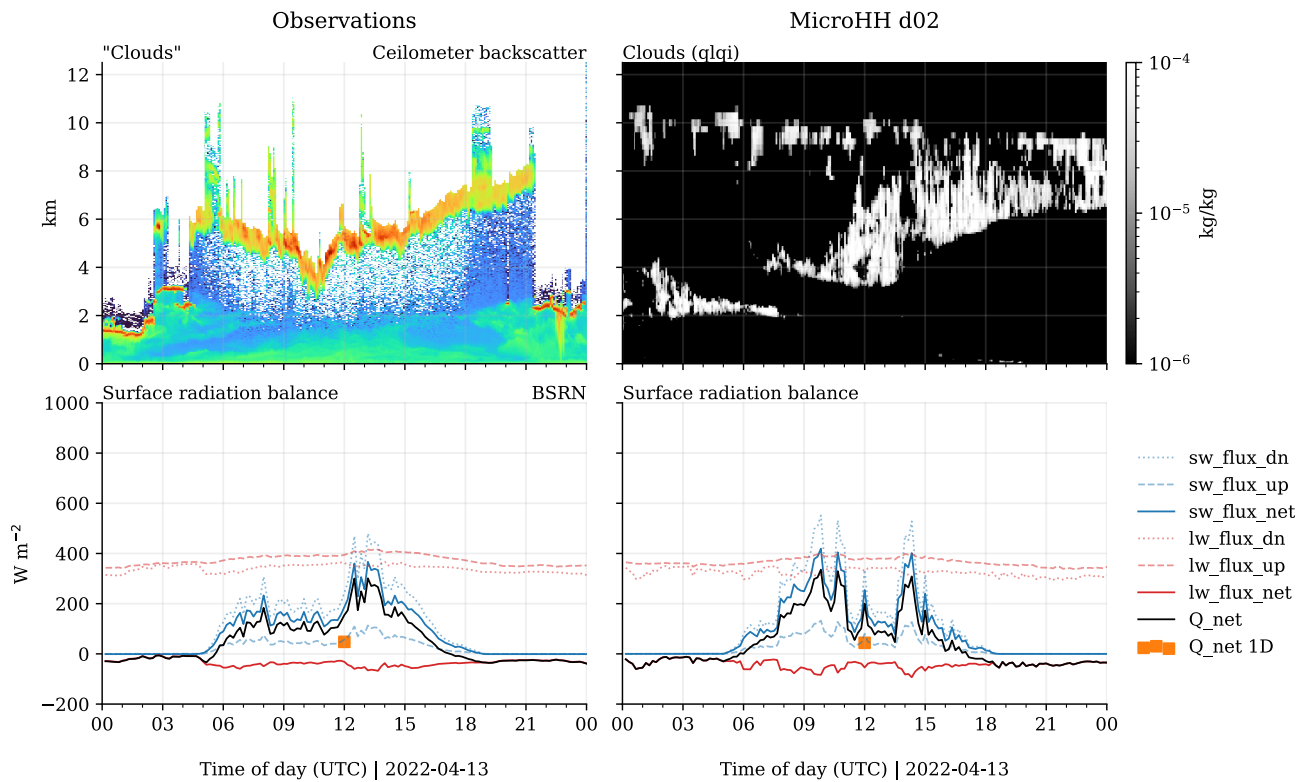 Observations
MicroHH d02
"Clouds"
Ceilometer backscatter
Clouds (qlqi)
12
10
8
6
4
2
0
km
10⁻⁴
10⁻⁵
10⁻⁶
kg/kg
Surface radiation balance
BSRN
Surface radiation balance
1000
800
600
400
200
0
−200
W m⁻²
00 03 06 09 12 15 18 21 00
00 03 06 09 12 15 18 21 00
Time of day (UTC) | 2022-04-13
Time of day (UTC) | 2022-04-13
sw_flux_dn
sw_flux_up
sw_flux_net
lw_flux_dn
lw_flux_up
lw_flux_net
Q_net
Q_net 1D